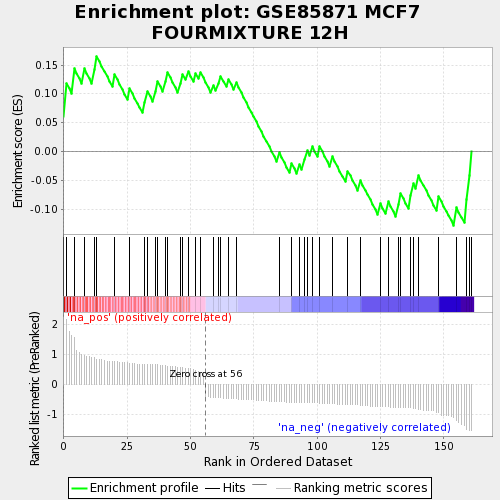 Enrichment plot: GSE85871 MCF7
FOURMIXTURE 12H
Enrichment score (ES)
0.15
0.10
0.05
0.00
-0.05
-0.10
'na_pos' (positively correlated)
Ranked list metric (PreRanked)
2
1
0
-1
Zero cross at 56
'na_neg' (negatively correlated)
0 25 50 75 100 125 150
Rank in Ordered Dataset
Enrichment profile Hits Ranking metric scores